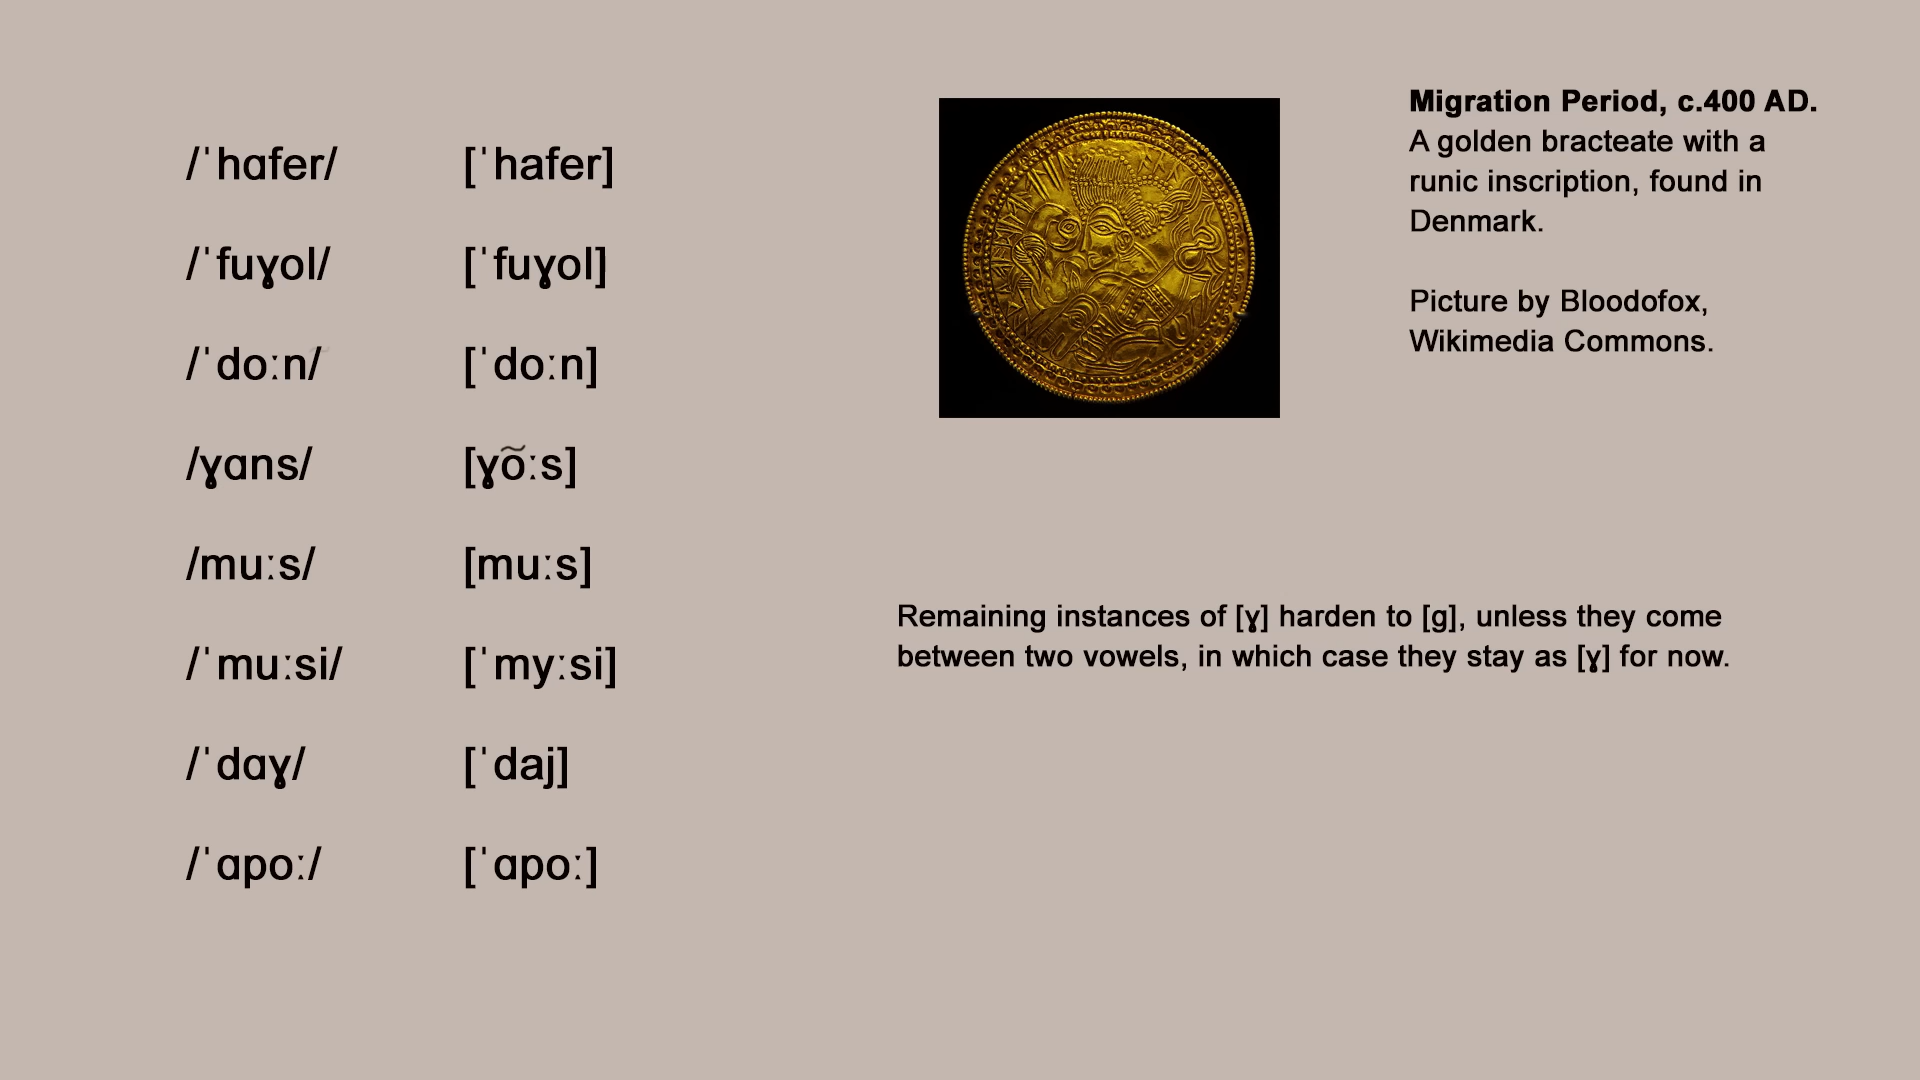 /ˈhɑfer/ [ˈhafer]
/ˈfuɣol/ [ˈfuɣol]
/ˈdoːn/ [ˈdoːn]
/ɣɑns/ [ɣõːs]
/muːs/ [muːs]
/ˈmuːsi/ [ˈmyːsi]
/ˈdɑɣ/ [ˈdaj]
/ˈɑpoː/ [ˈɑpoː]
Migration Period, c.400 AD.
A golden bracteate with a
runic inscription, found in
Denmark.
Picture by Bloodofox,
Wikimedia Commons.
Remaining instances of [ɣ] harden to [g], unless they come
between two vowels, in which case they stay as [ɣ] for now.